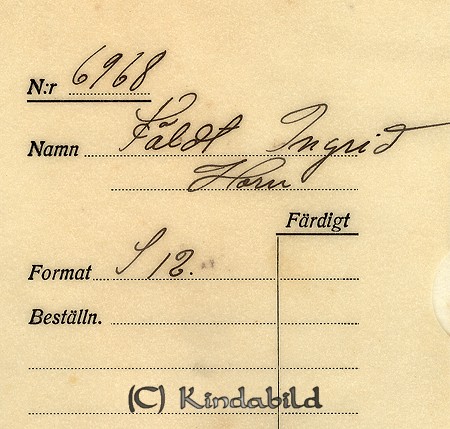 N:r 6968
Namn Fäldt Ingrid
Horn
Färdigt
Format S 12.
Beställn.
(C) Kindabild